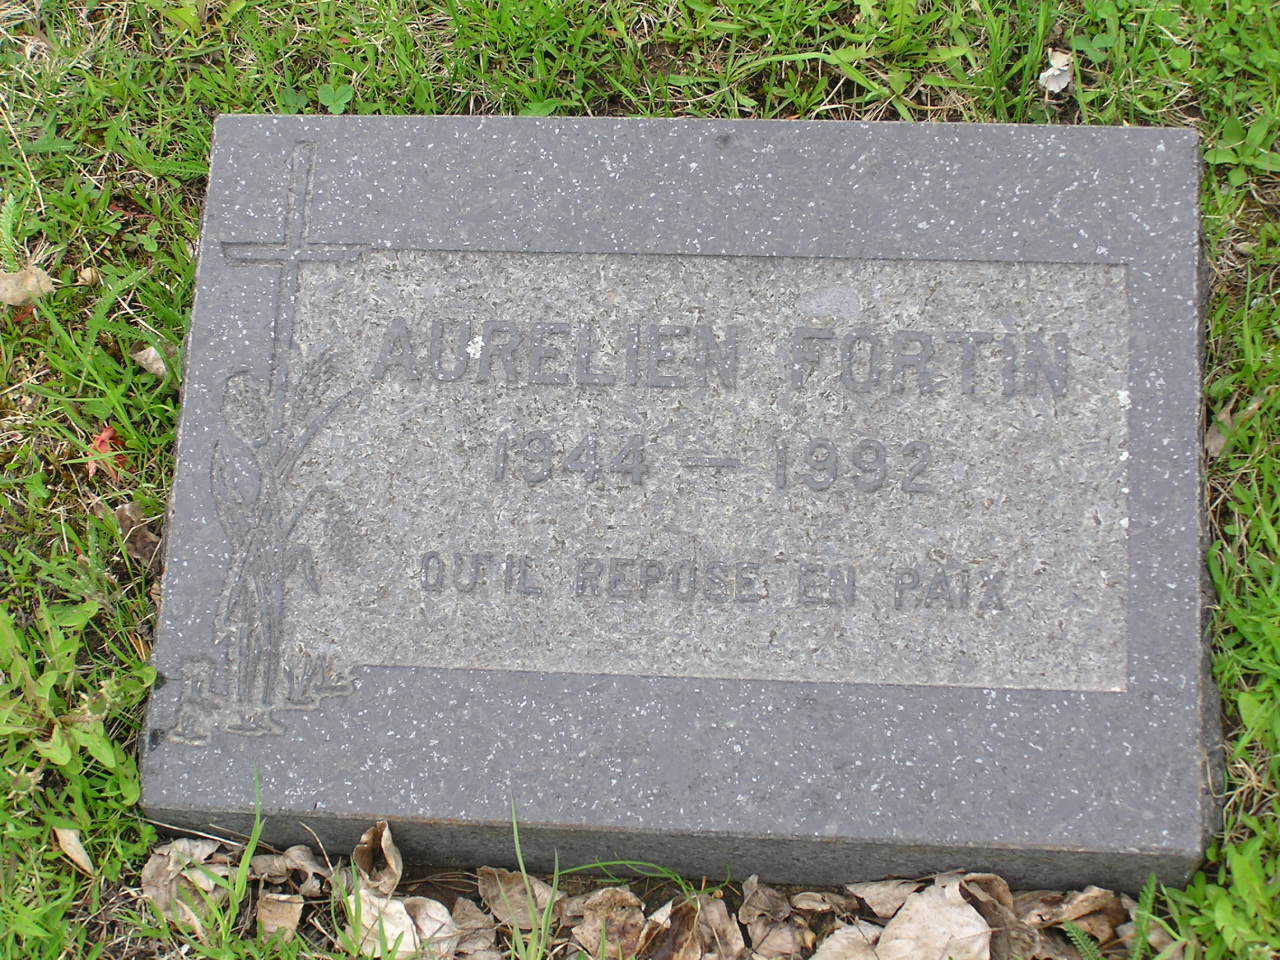 AURELIEN FORTIN
1944 — 1992
QU'IL REPOSE EN PAIX